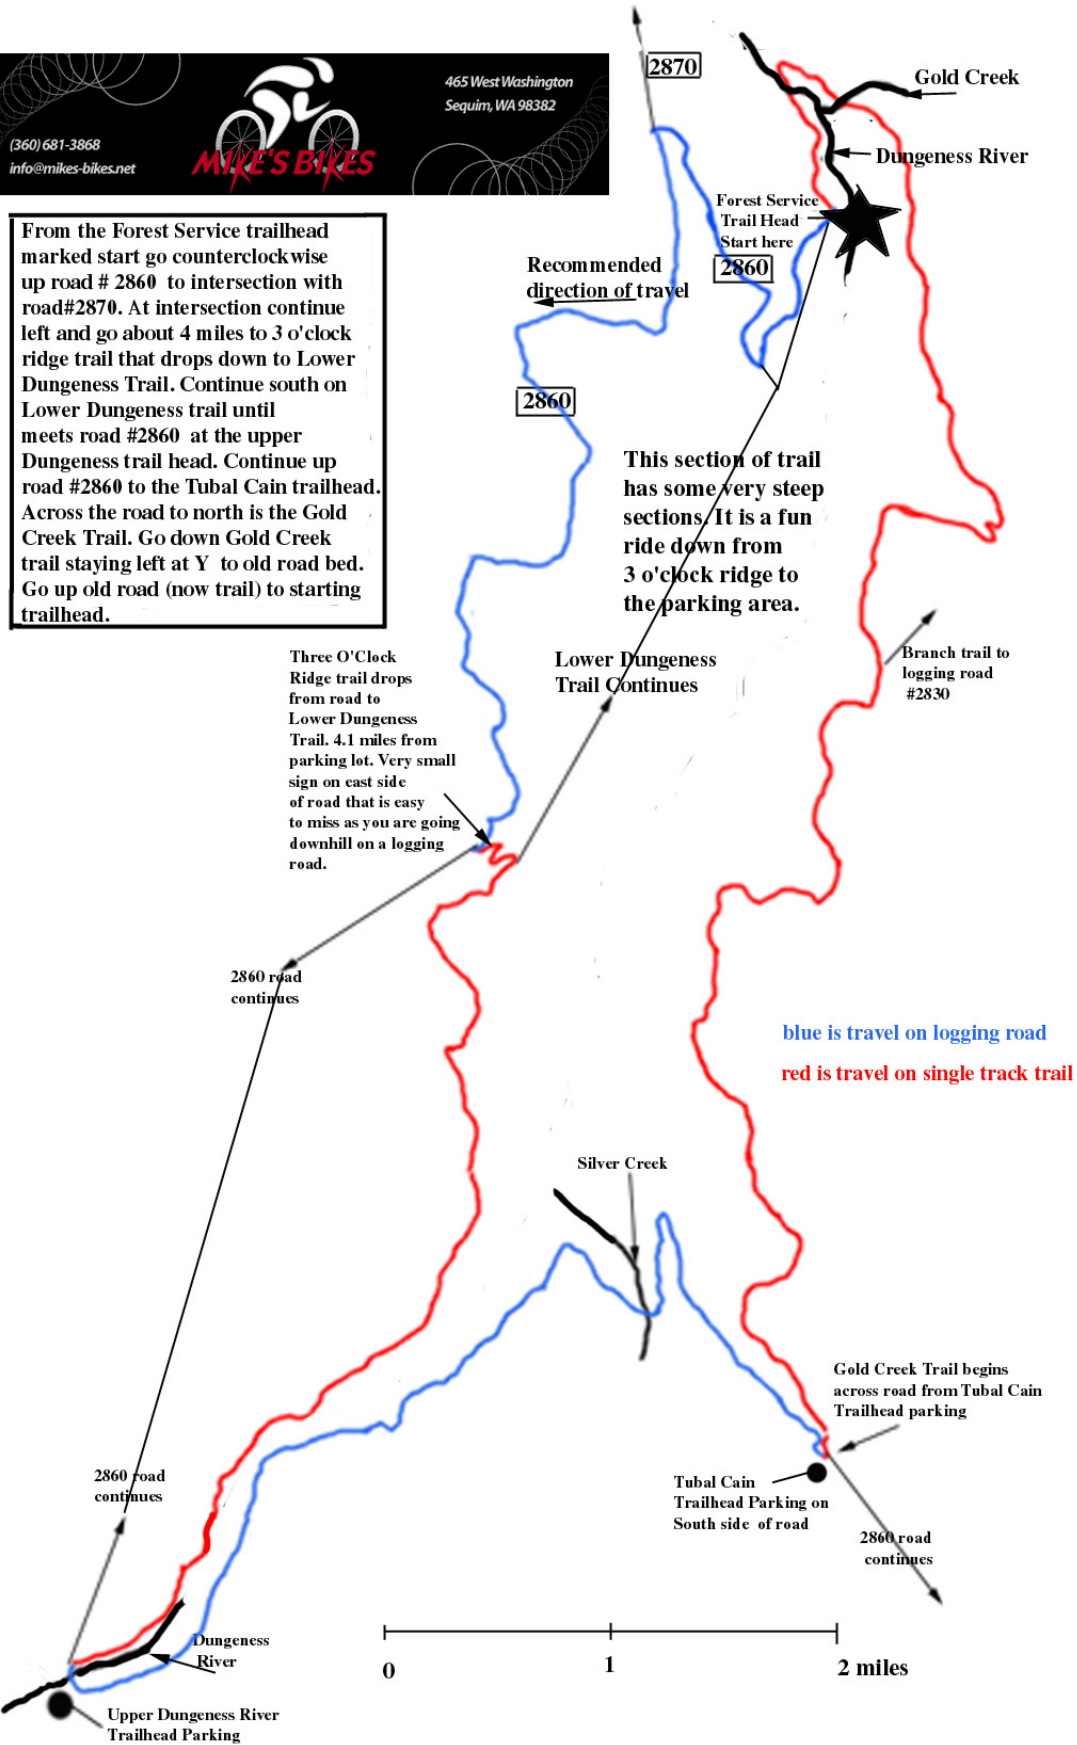 2870
Gold Creek
465 West Washington
Sequim, WA 98382
(360) 681-3868
info@mikes-bikes.net
MIKE'S BIKES
Dungeness River
Forest Service
Trail Head
Start here
2860
From the Forest Service trailhead
marked start go counterclockwise
up road # 2860 to intersection with
road#2870. At intersection continue
left and go about 4 miles to 3 o'clock
ridge trail that drops down to Lower
Dungeness Trail. Continue south on
Lower Dungeness trail until
meets road #2860 at the upper
Dungeness trail head. Continue up
road #2860 to the Tubal Cain trailhead.
Across the road to north is the Gold
Creek Trail. Go down Gold Creek
trail staying left at Y to old road bed.
Go up old road (now trail) to starting
trailhead.
Recommended
direction of travel
2860
This section of trail
has some very steep
sections. It is a fun
ride down from
3 o'clock ridge to
the parking area.
Lower Dungeness
Trail Continues
Branch trail to
logging road
#2830
Three O'Clock
Ridge trail drops
from road to
Lower Dungeness
Trail. 4.1 miles from
parking lot. Very small
sign on east side
of road that is easy
to miss as you are going
downhill on a logging
road.
2860 road
continues
blue is travel on logging road
red is travel on single track trail
Silver Creek
Gold Creek Trail begins
across road from Tubal Cain
Trailhead parking
2860 road
continues
Tubal Cain
Trailhead Parking on
South side of road
2860 road
continues
Dungeness
River
0
1
2 miles
Upper Dungeness River
Trailhead Parking